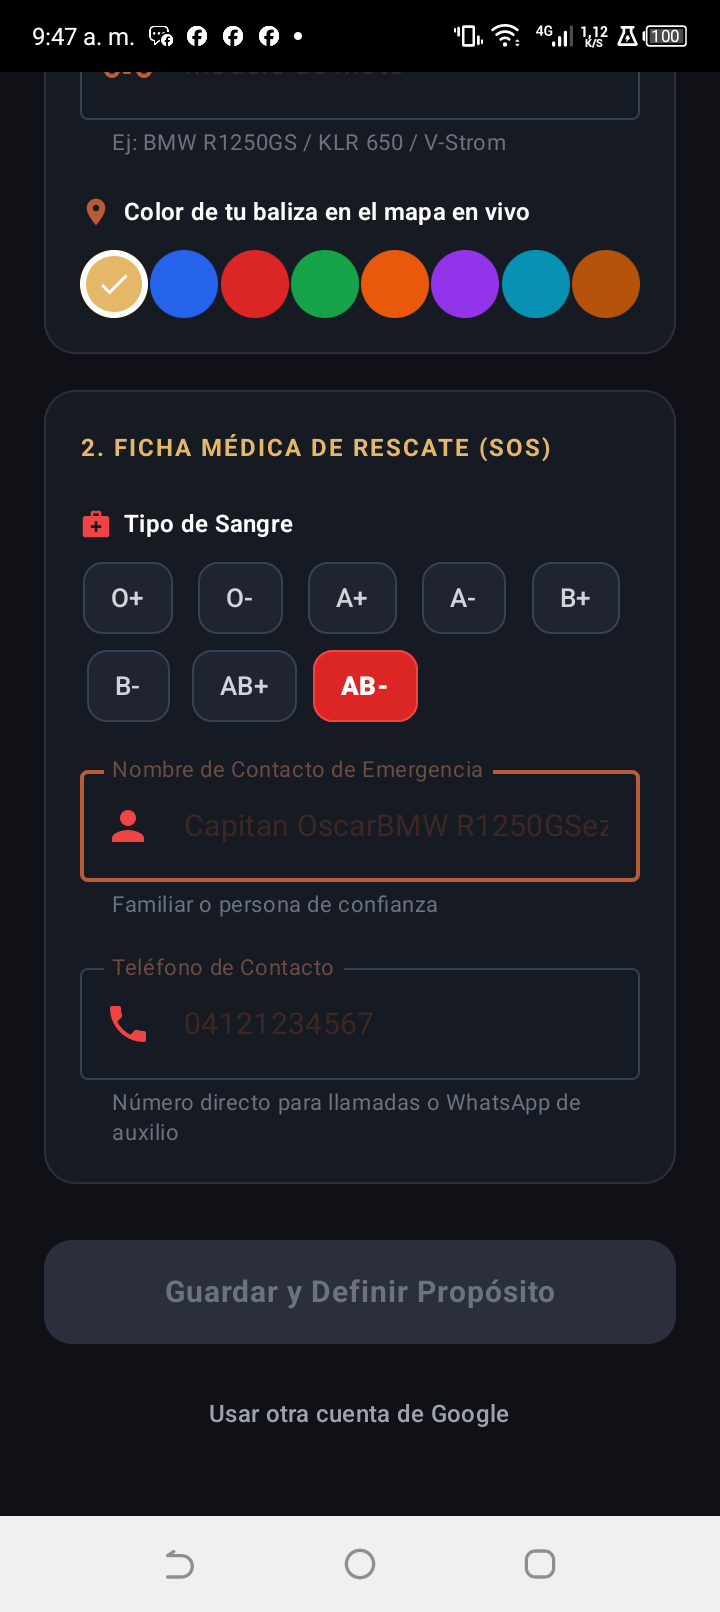 9:47 a. m.
4G
1,12
K/S
100
Ej: BMW R1250GS / KLR 650 / V-Strom
Color de tu baliza en el mapa en vivo
2. FICHA MÉDICA DE RESCATE (SOS)
Tipo de Sangre
O+ O- A+ A- B+
B- AB+ AB-
Nombre de Contacto de Emergencia
Capitan OscarBMW R1250GSez
Familiar o persona de confianza
Teléfono de Contacto
04121234567
Número directo para llamadas o WhatsApp de
auxilio
Guardar y Definir Propósito
Usar otra cuenta de Google